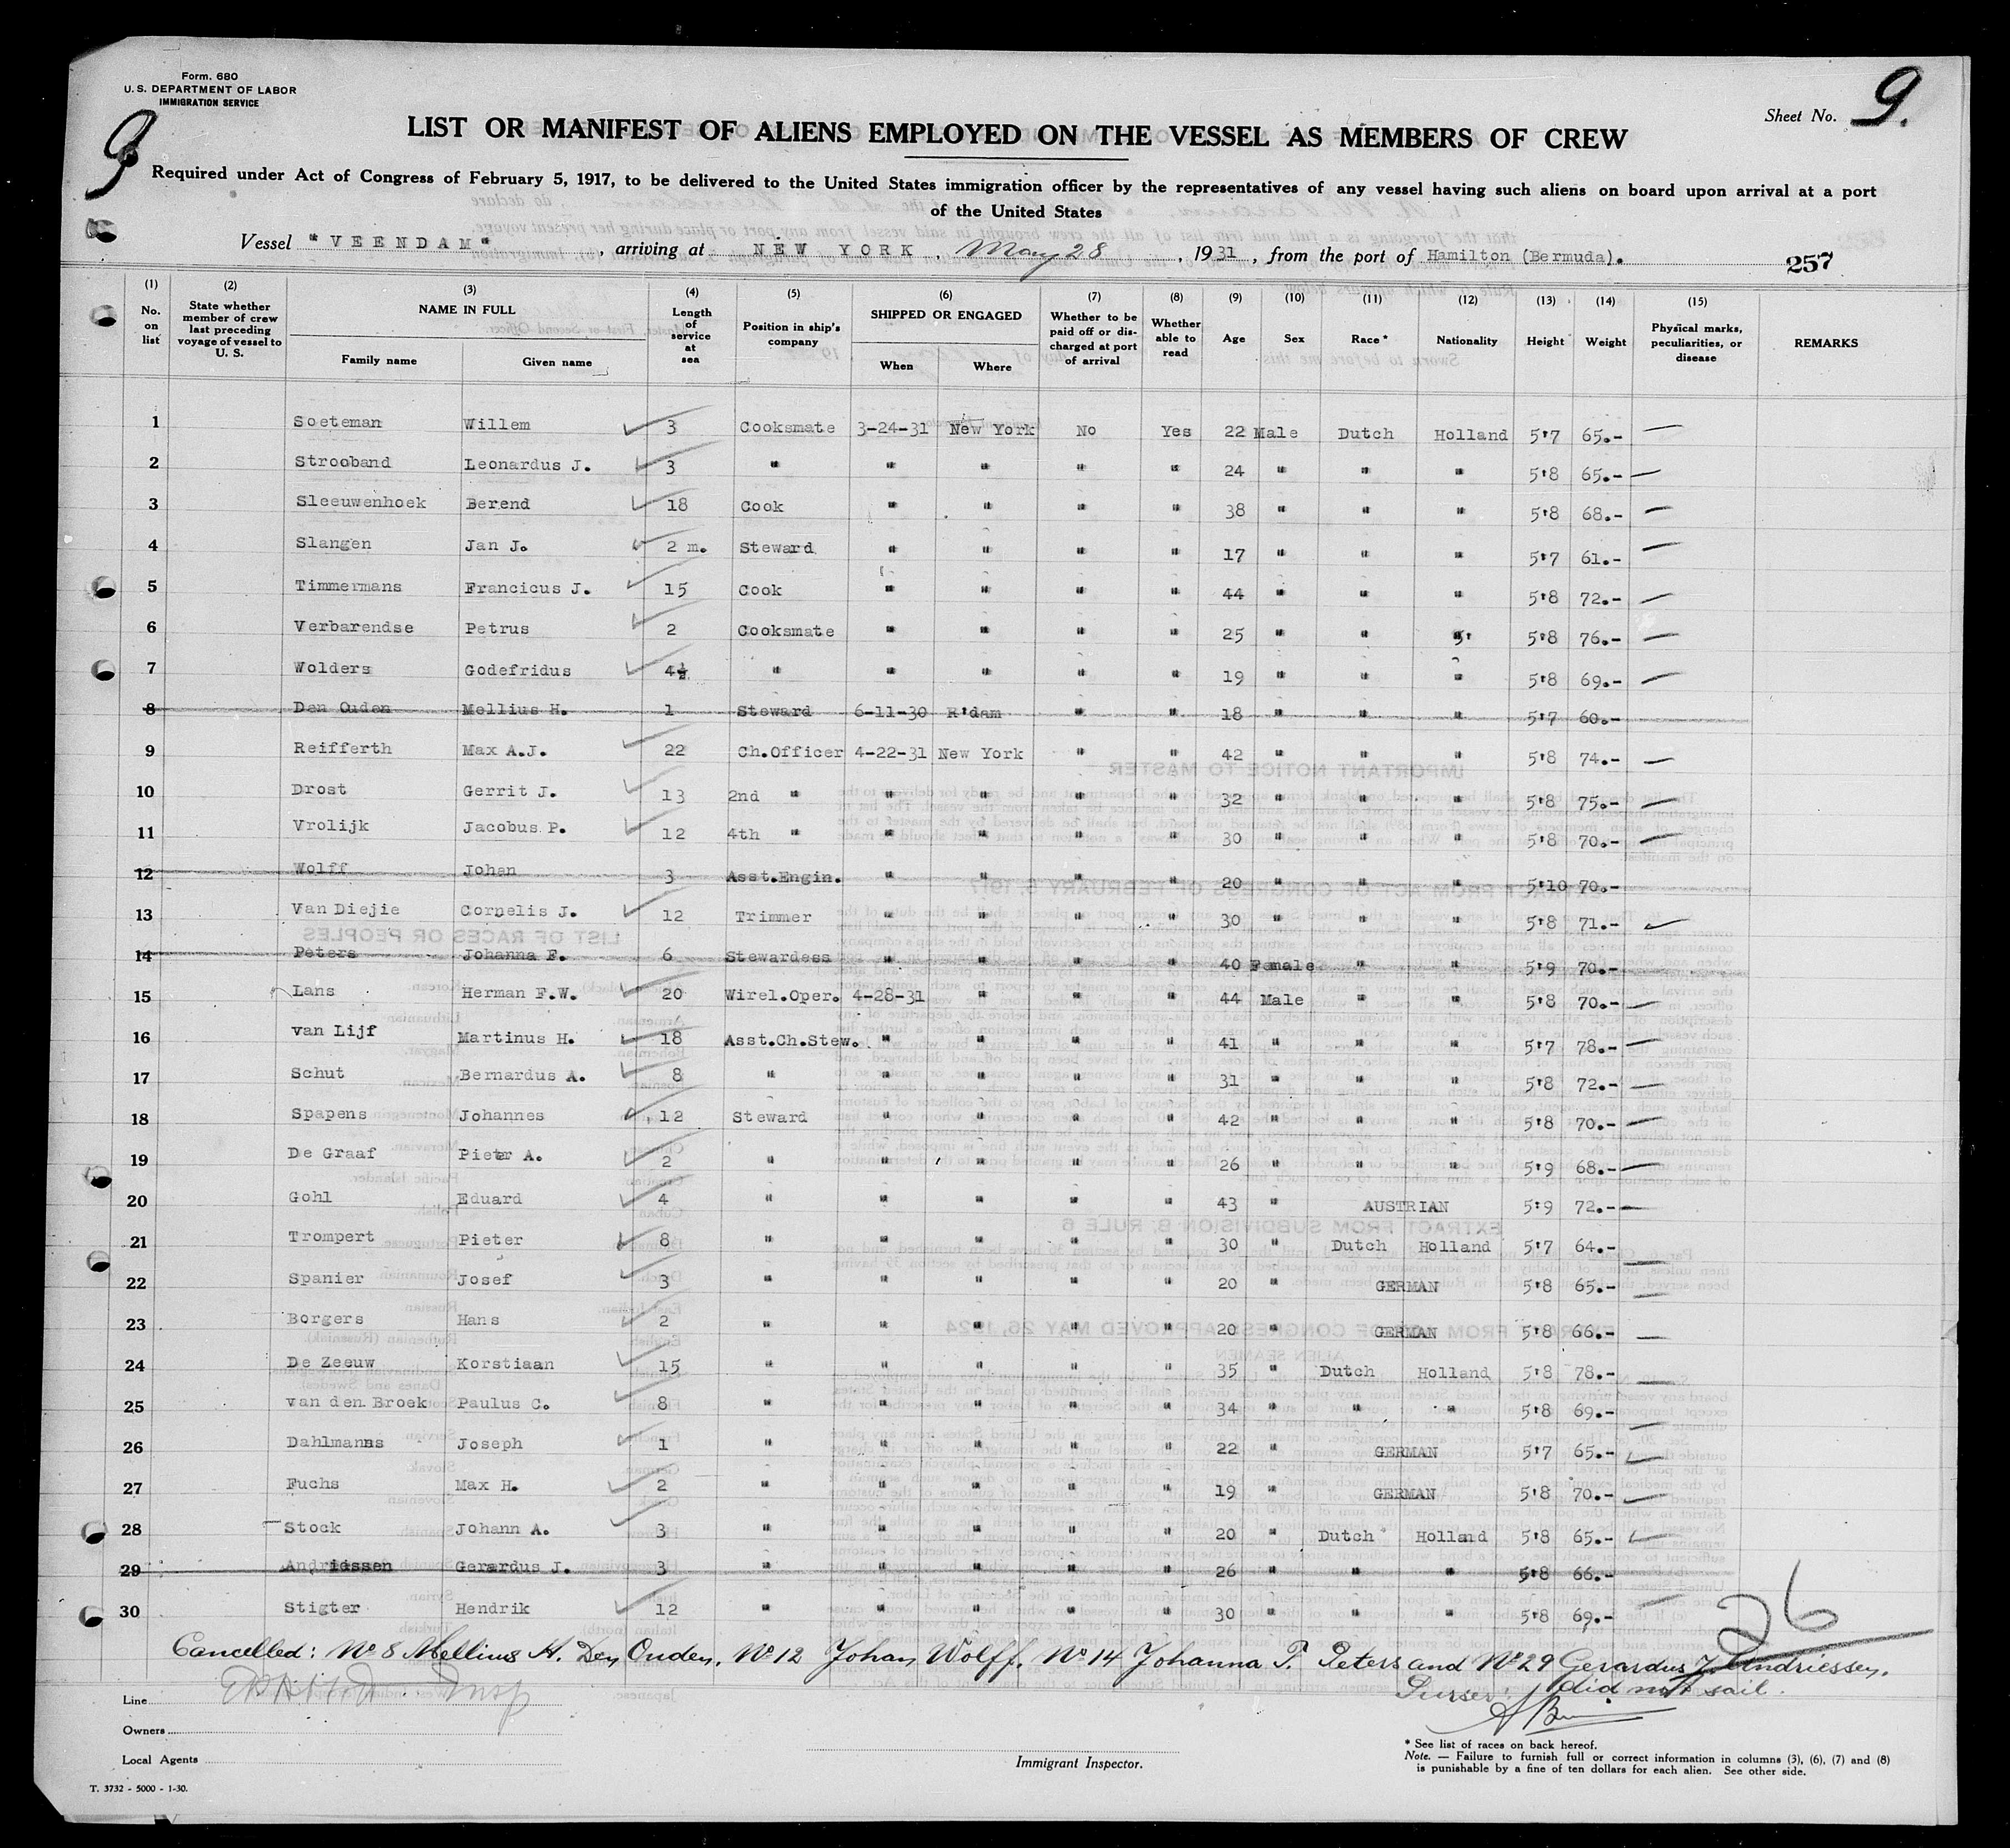 Form. 680
U. S. DEPARTMENT OF LABOR
IMMIGRATION SERVICE
9
Sheet No. 9.
LIST OR MANIFEST OF ALIENS EMPLOYED ON THE VESSEL AS MEMBERS OF CREW
Required under Act of Congress of February 5, 1917, to be delivered to the United States immigration officer by the representatives of any vessel having such aliens on board upon arrival at a port
of the United States
Vessel "VEENDAM", arriving at NEW YORK, May 28, 1931, from the port of Hamilton (Bermuda).
257
(1) No. on list (2) State whether member of crew last preceding voyage of vessel to U. S. (3) NAME IN FULL Family name Given name (4) Length of service at sea (5) Position in ship's company (6) SHIPPED OR ENGAGED When Where (7) Whether to be paid off or discharged at port of arrival (8) Whether able to read (9) Age (10) Sex (11) Race* (12) Nationality (13) Height (14) Weight (15) Physical marks, peculiarities, or disease REMARKS
1 Soeteman Willem 3 Cooksmate 3-24-31 New York No Yes 22 Male Dutch Holland 5'7 65.-
2 Strooband Leonardus J. 3 " " " " " 24 " " " 5'8 65.-
3 Sleeuwenhoek Berend 18 Cook " " " " 38 " " " 5'8 68.-
4 Slangen Jan J. 2 m. Steward " " " " 17 " " " 5'7 61.-
5 Timmermans Francicus J. 15 Cook " " " " 44 " " " 5'8 72.-
6 Verbarendse Petrus 2 Cooksmate " " " " 25 " " " 5'8 76.-
7 Wolders Godefridus 4½ " " " " " 19 " " " 5'8 69.-
8 Den Ouden Mellius H. 1 Steward 6-11-30 R'dam " " 18 " " " 5'7 60.-
9 Reifferth Max A.J. 22 Ch.Officer 4-22-31 New York " " 42 " " " 5'8 74.-
10 Drost Gerrit J. 13 2nd " " " " " 32 " " " 5'8 75.-
11 Vrolijk Jacobus P. 12 4th " " " " " 30 " " " 5'8 70.-
12 Wolff Johan 3 Asst.Engin. " " " " 20 " " " 5'10 70.-
13 Van Diejie Cornelis J. 12 Trimmer " " " " 30 " " " 5'8 71.-
14 Peters Johanna F. 6 Stewardess " " " " 40 Female " " 5'9 70.-
15 Lans Herman F.W. 20 Wirel.Oper. 4-28-31 " " " 44 Male " " 5'8 70.-
16 van Lijf Martinus H. 18 Asst.Ch.Stew. " " " " 41 " " " 5'7 78.-
17 Schut Bernardus A. 8 " " " " " 31 " " " 5'8 72.-
18 Spapens Johannes 12 Steward " " " " 42 " " " 5'8 70.-
19 De Graaf Pieter A. 2 " " " " " 26 " " " 5'9 68.-
20 Gohl Eduard 4 " " " " " 43 " AUSTRIAN 5'9 72.-
21 Trompert Pieter 8 " " " " " 30 " Dutch Holland 5'7 64.-
22 Spanier Josef 3 " " " " " 20 " GERMAN 5'8 65.-
23 Borgers Hans 2 " " " " " 20 " GERMAN 5'8 66.-
24 De Zeeuw Korstiaan 15 " " " " " 35 " Dutch Holland 5'8 78.-
25 van den Broek Paulus C. 8 " " " " " 34 " " " 5'8 69.-
26 Dahlmanns Joseph 1 " " " " " 22 " GERMAN 5'7 65.-
27 Fuchs Max H. 2 " " " " " 19 " GERMAN 5'8 70.-
28 Stock Johann A. 3 " " " " " 20 " Dutch Holland 5'8 65.-
29 Andriessen Gerardus J. 3 " " " " " 26 " " " 5'8 66.-
30 Stigter Hendrik 12 " " " " " 30 " " " 5'8 69.-
26
Cancelled: No 8 Mellius H. Den Ouden, No 12 Johan Wolff, No 14 Johanna F. Peters and No 29 Gerardus J. Andriessen,
did not sail.
Purser:
Line
Owners
Local Agents
Immigrant Inspector.
* See list of races on back hereof.
Note. — Failure to furnish full or correct information in columns (3), (6), (7) and (8)
is punishable by a fine of ten dollars for each alien. See other side.
T. 3732 - 5000 - 1-30.